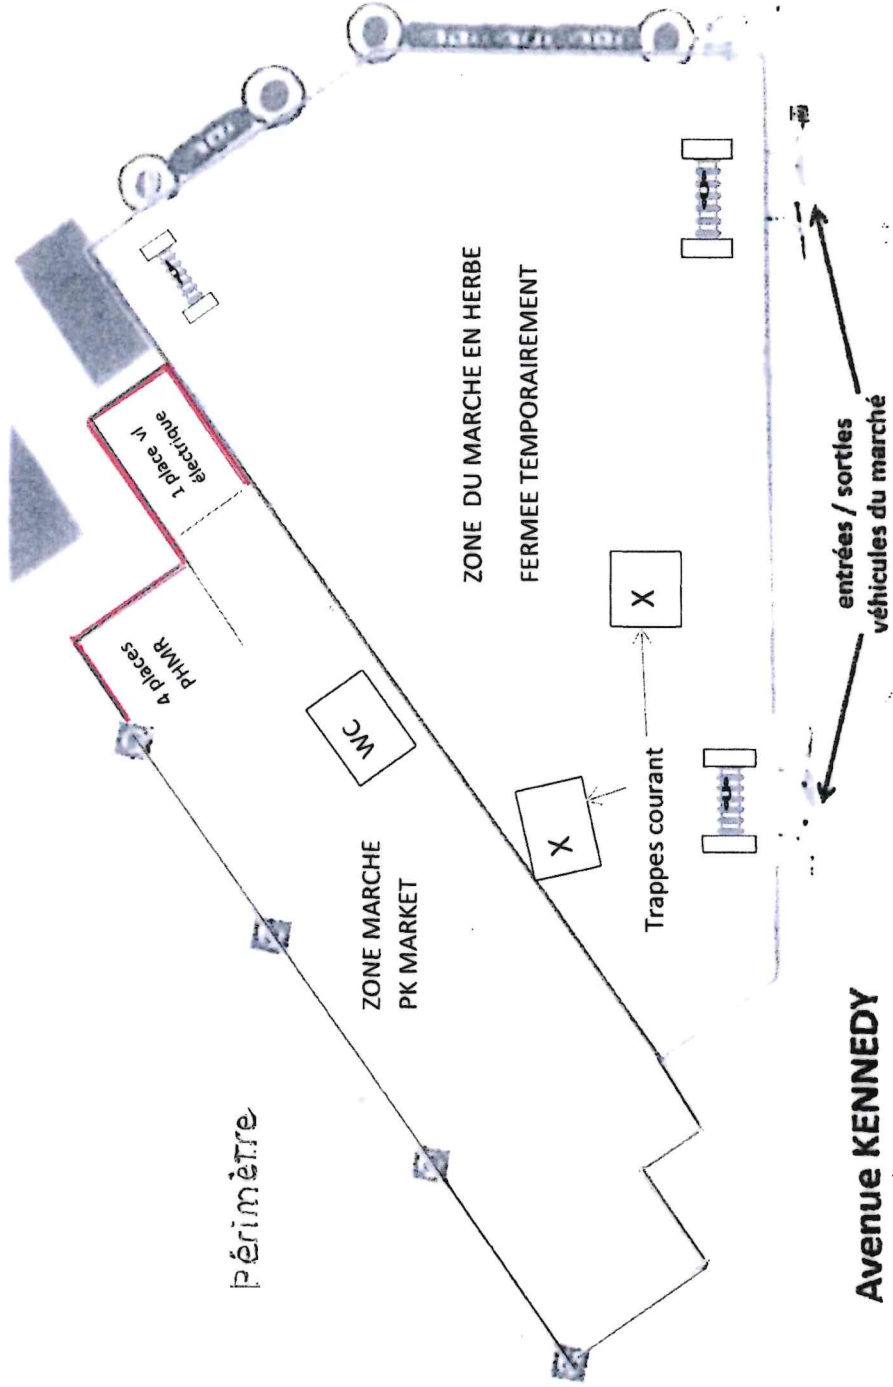 périmètre
ZONE MARCHE
PK MARKET
4 places
PHMR
1 place vl
électrique
WC
ZONE DU MARCHE EN HERBE
FERMEE TEMPORAIREMENT
X
X
Trappes courant
entrées / sorties
véhicules du marché
Avenue KENNEDY